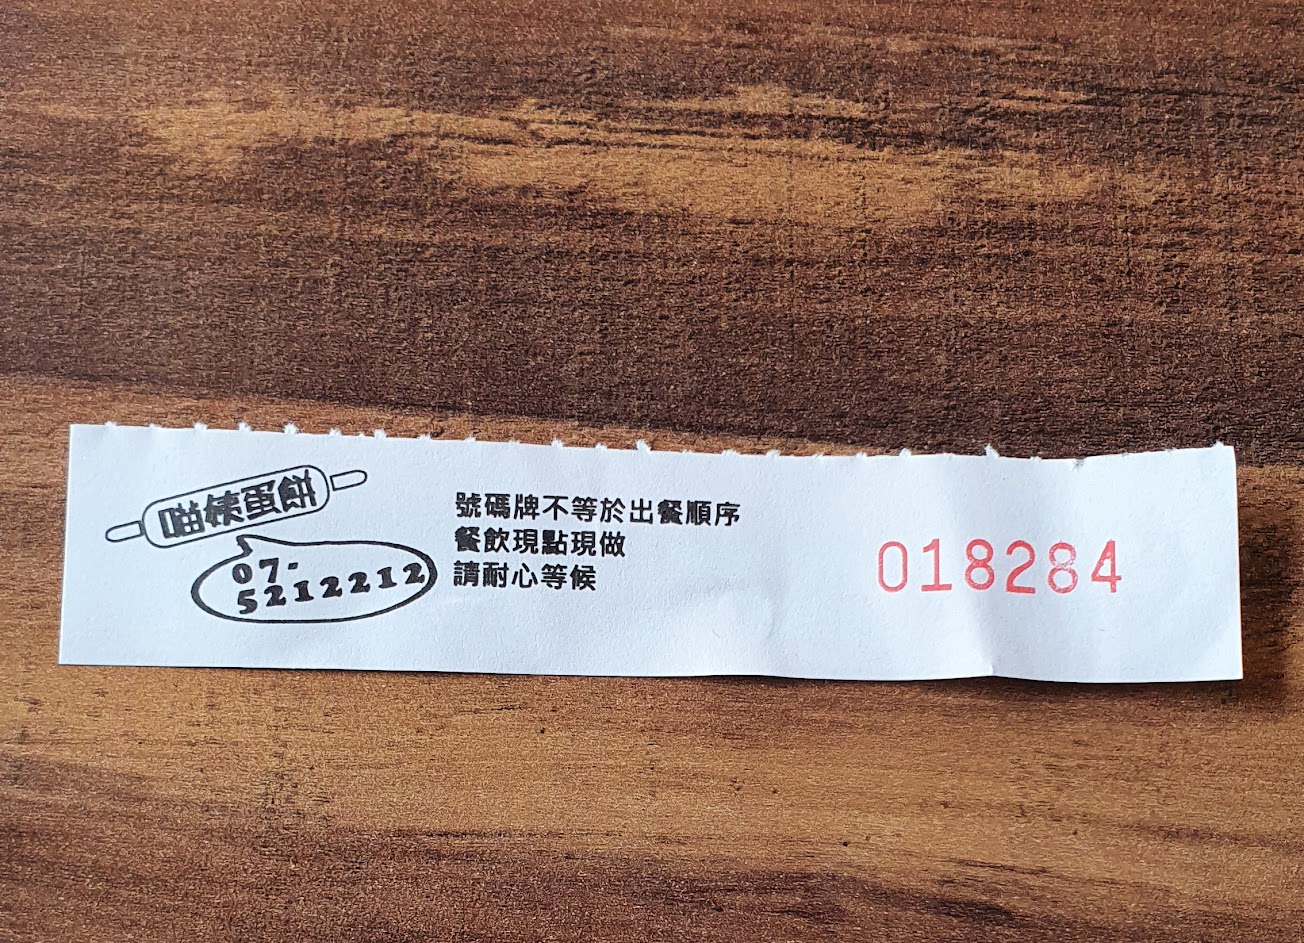 喵姨蛋餅
07-
5212212
號碼牌不等於出餐順序
餐飲現點現做
請耐心等候
018284